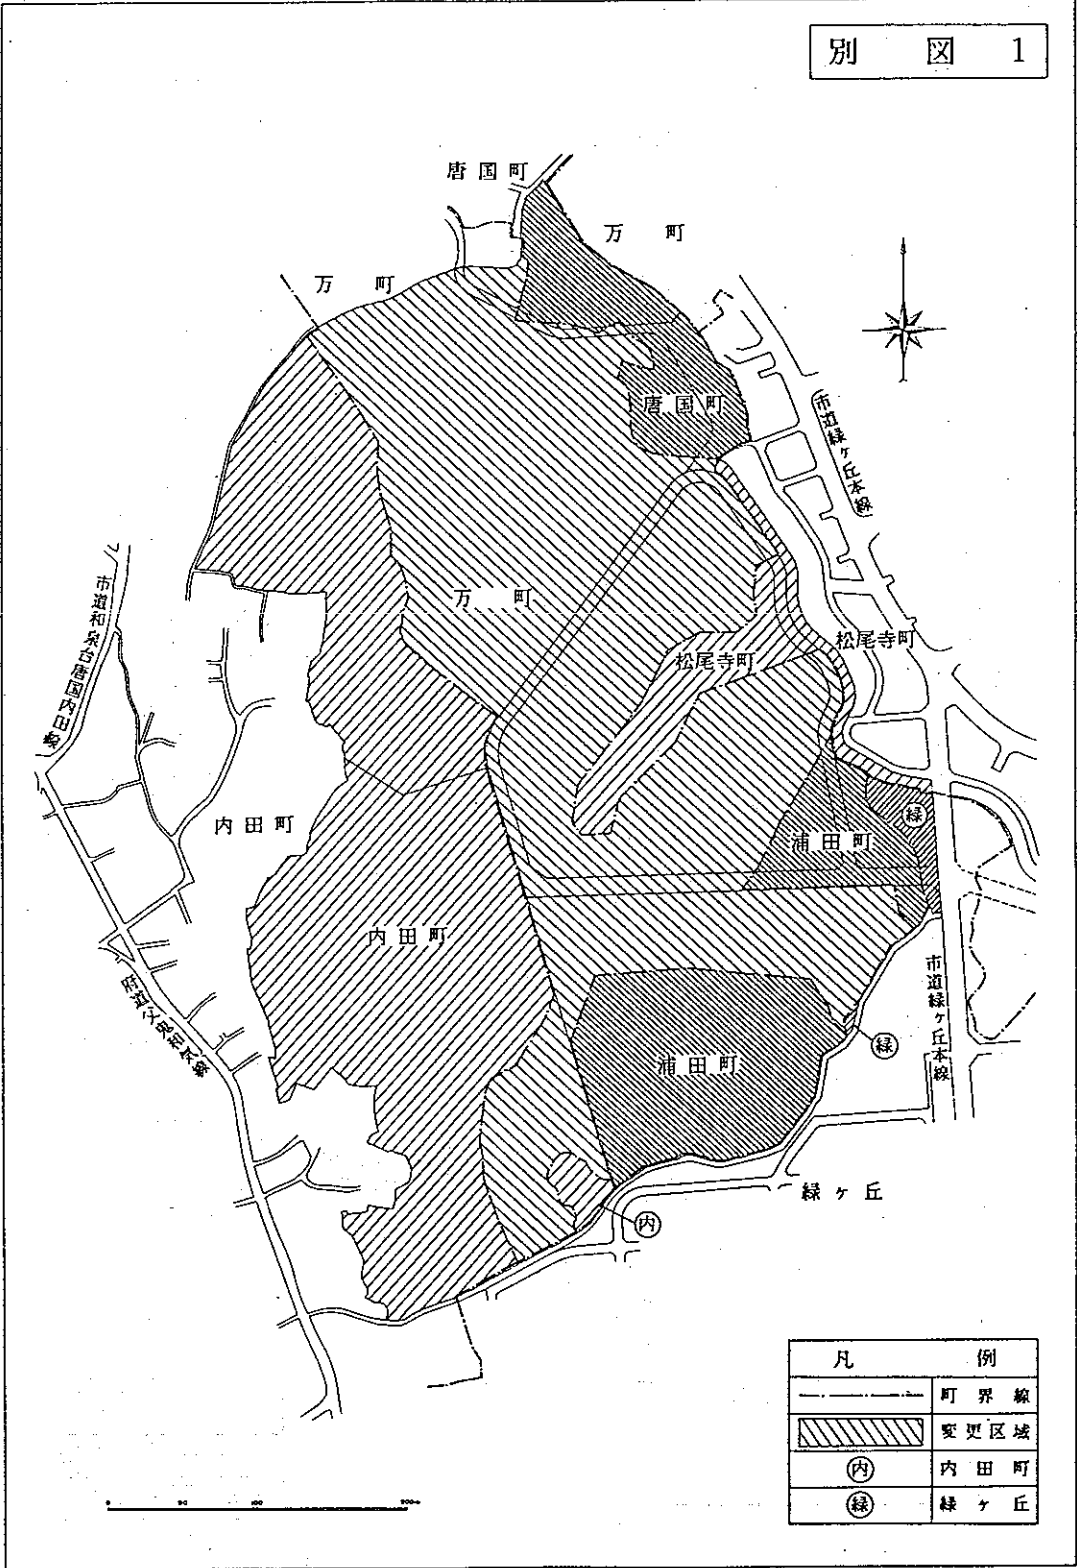 別 図 1
唐国町
万 町
万 町
唐国町
市道緑ヶ丘本線
万 町
松尾寺町
松尾寺町
市道和泉台唐国内田線
内田町
浦田町
緑
内田町
市道緑ヶ丘本線
府道父鬼和気線
緑
浦田町
緑ヶ丘
内
凡 例
町界線
変更区域
内 内田町
緑 緑ヶ丘